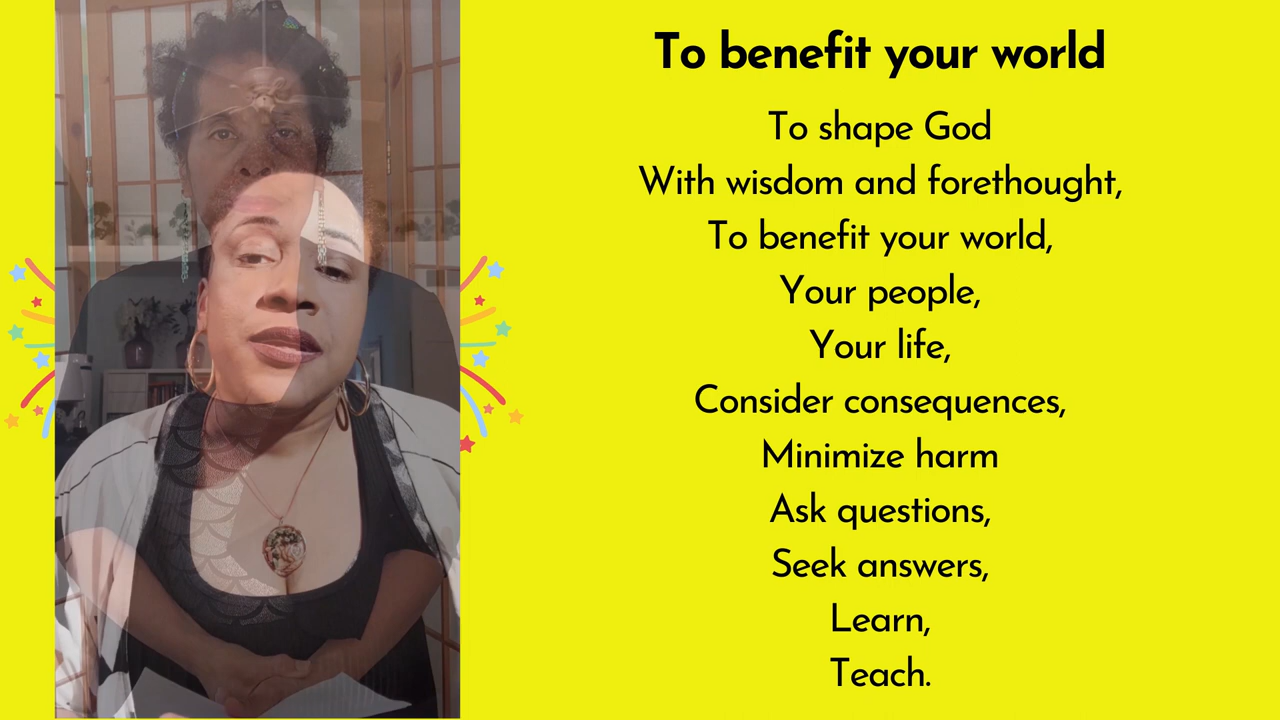 To benefit your world
To shape God
With wisdom and forethought,
To benefit your world,
Your people,
Your life,
Consider consequences,
Minimize harm
Ask questions,
Seek answers,
Learn,
Teach.